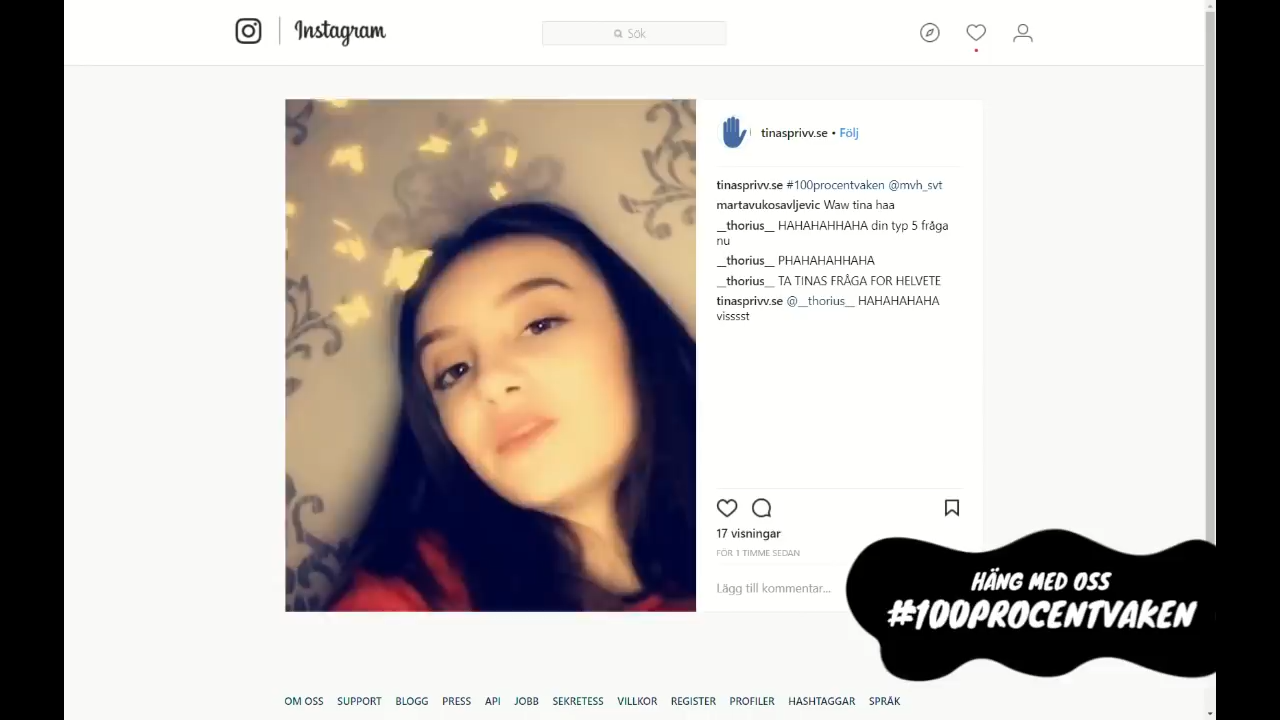 Instagram
Sök
tinasprivv.se • Följ
tinasprivv.se #100procentvaken @mvh_svt
martavukosavljevic Waw tina haa
__thorius__ HAHAHAHHAHA din typ 5 fråga
nu
__thorius__ PHAHAHAHHAHA
__thorius__ TA TINAS FRÅGA FOR HELVETE
tinasprivv.se @__thorius__ HAHAHAHAHA
visssst
17 visningar
FÖR 1 TIMME SEDAN
Lägg till kommentar...
HÄNG MED OSS
#100PROCENTVAKEN
OM OSS SUPPORT BLOGG PRESS API JOBB SEKRETESS VILLKOR REGISTER PROFILER HASHTAGGAR SPRÅK